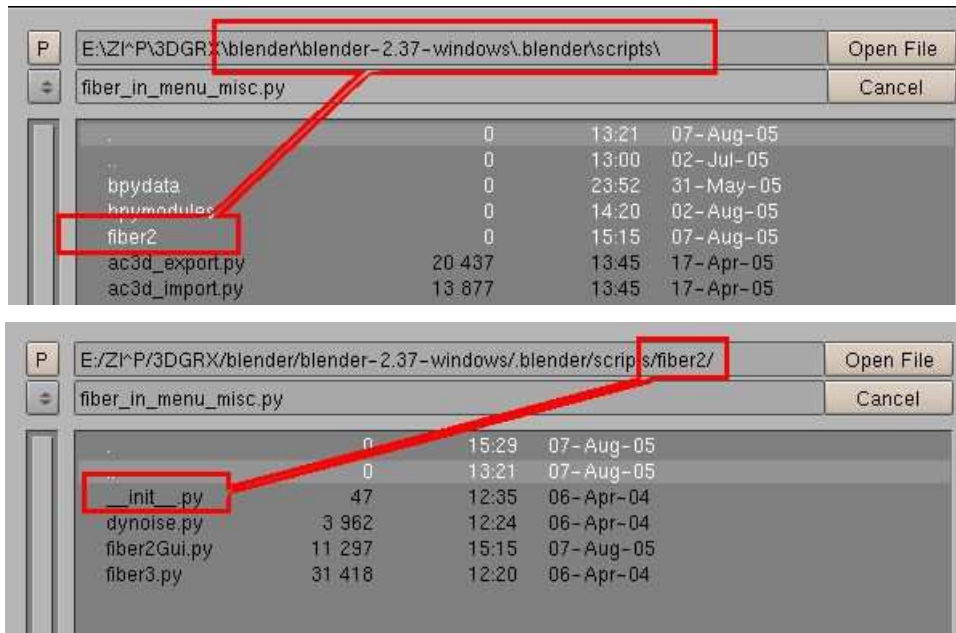 P E:\ZI^P\3DGRX\blender\blender-2.37-windows\.blender\scripts\ Open File
fiber_in_menu_misc.py Cancel
. 0 13:21 07-Aug-05
.. 0 13:00 02-Jul-05
bpydata 0 23:52 31-May-05
bpymodules 0 14:20 02-Aug-05
fiber2 0 15:15 07-Aug-05
ac3d_export.py 20 437 13:45 17-Apr-05
ac3d_import.py 13 877 13:45 17-Apr-05
P E:/ZI^P/3DGRX/blender/blender-2.37-windows/.blender/scripts/fiber2/ Open File
fiber_in_menu_misc.py Cancel
. 0 15:29 07-Aug-05
.. 0 13:21 07-Aug-05
__init__.py 47 12:35 06-Apr-04
dynoise.py 3 962 12:24 06-Apr-04
fiber2Gui.py 11 297 15:15 07-Aug-05
fiber3.py 31 418 12:20 06-Apr-04